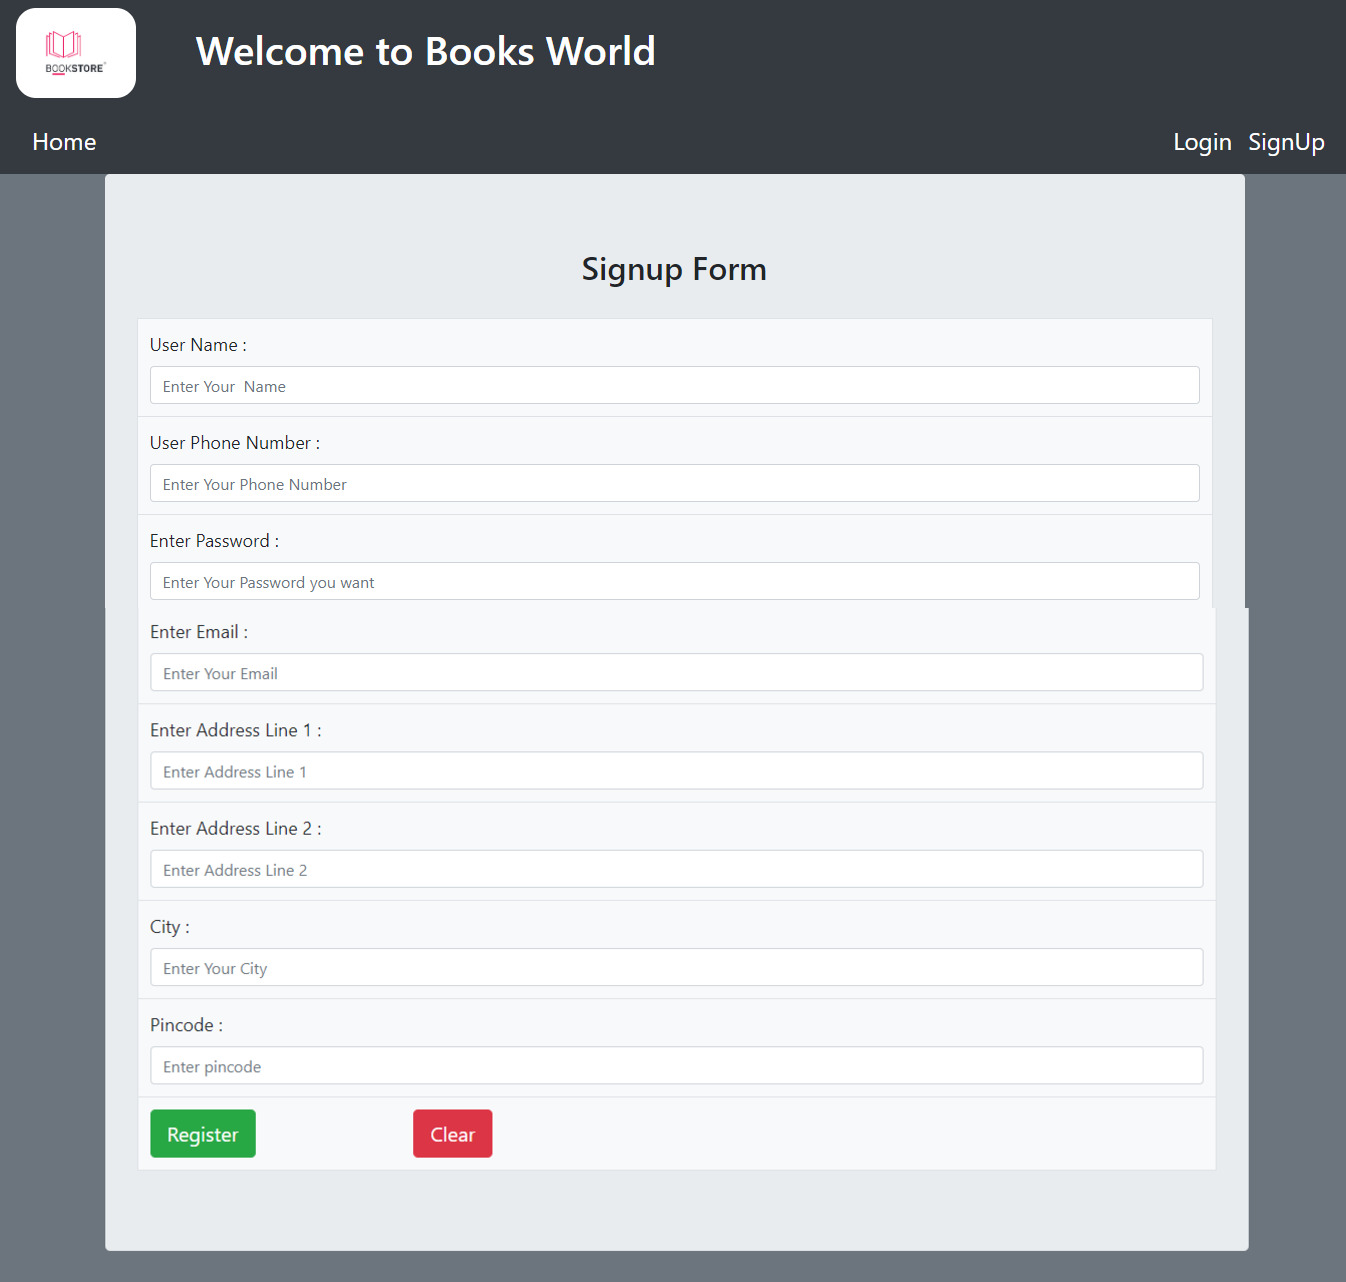 BOOKSTORE
Welcome to Books World
Home
Login SignUp
Signup Form
User Name :
Enter Your  Name
User Phone Number :
Enter Your Phone Number
Enter Password :
Enter Your Password you want
Enter Email :
Enter Your Email
Enter Address Line 1 :
Enter Address Line 1
Enter Address Line 2 :
Enter Address Line 2
City :
Enter Your City
Pincode :
Enter pincode
Register Clear